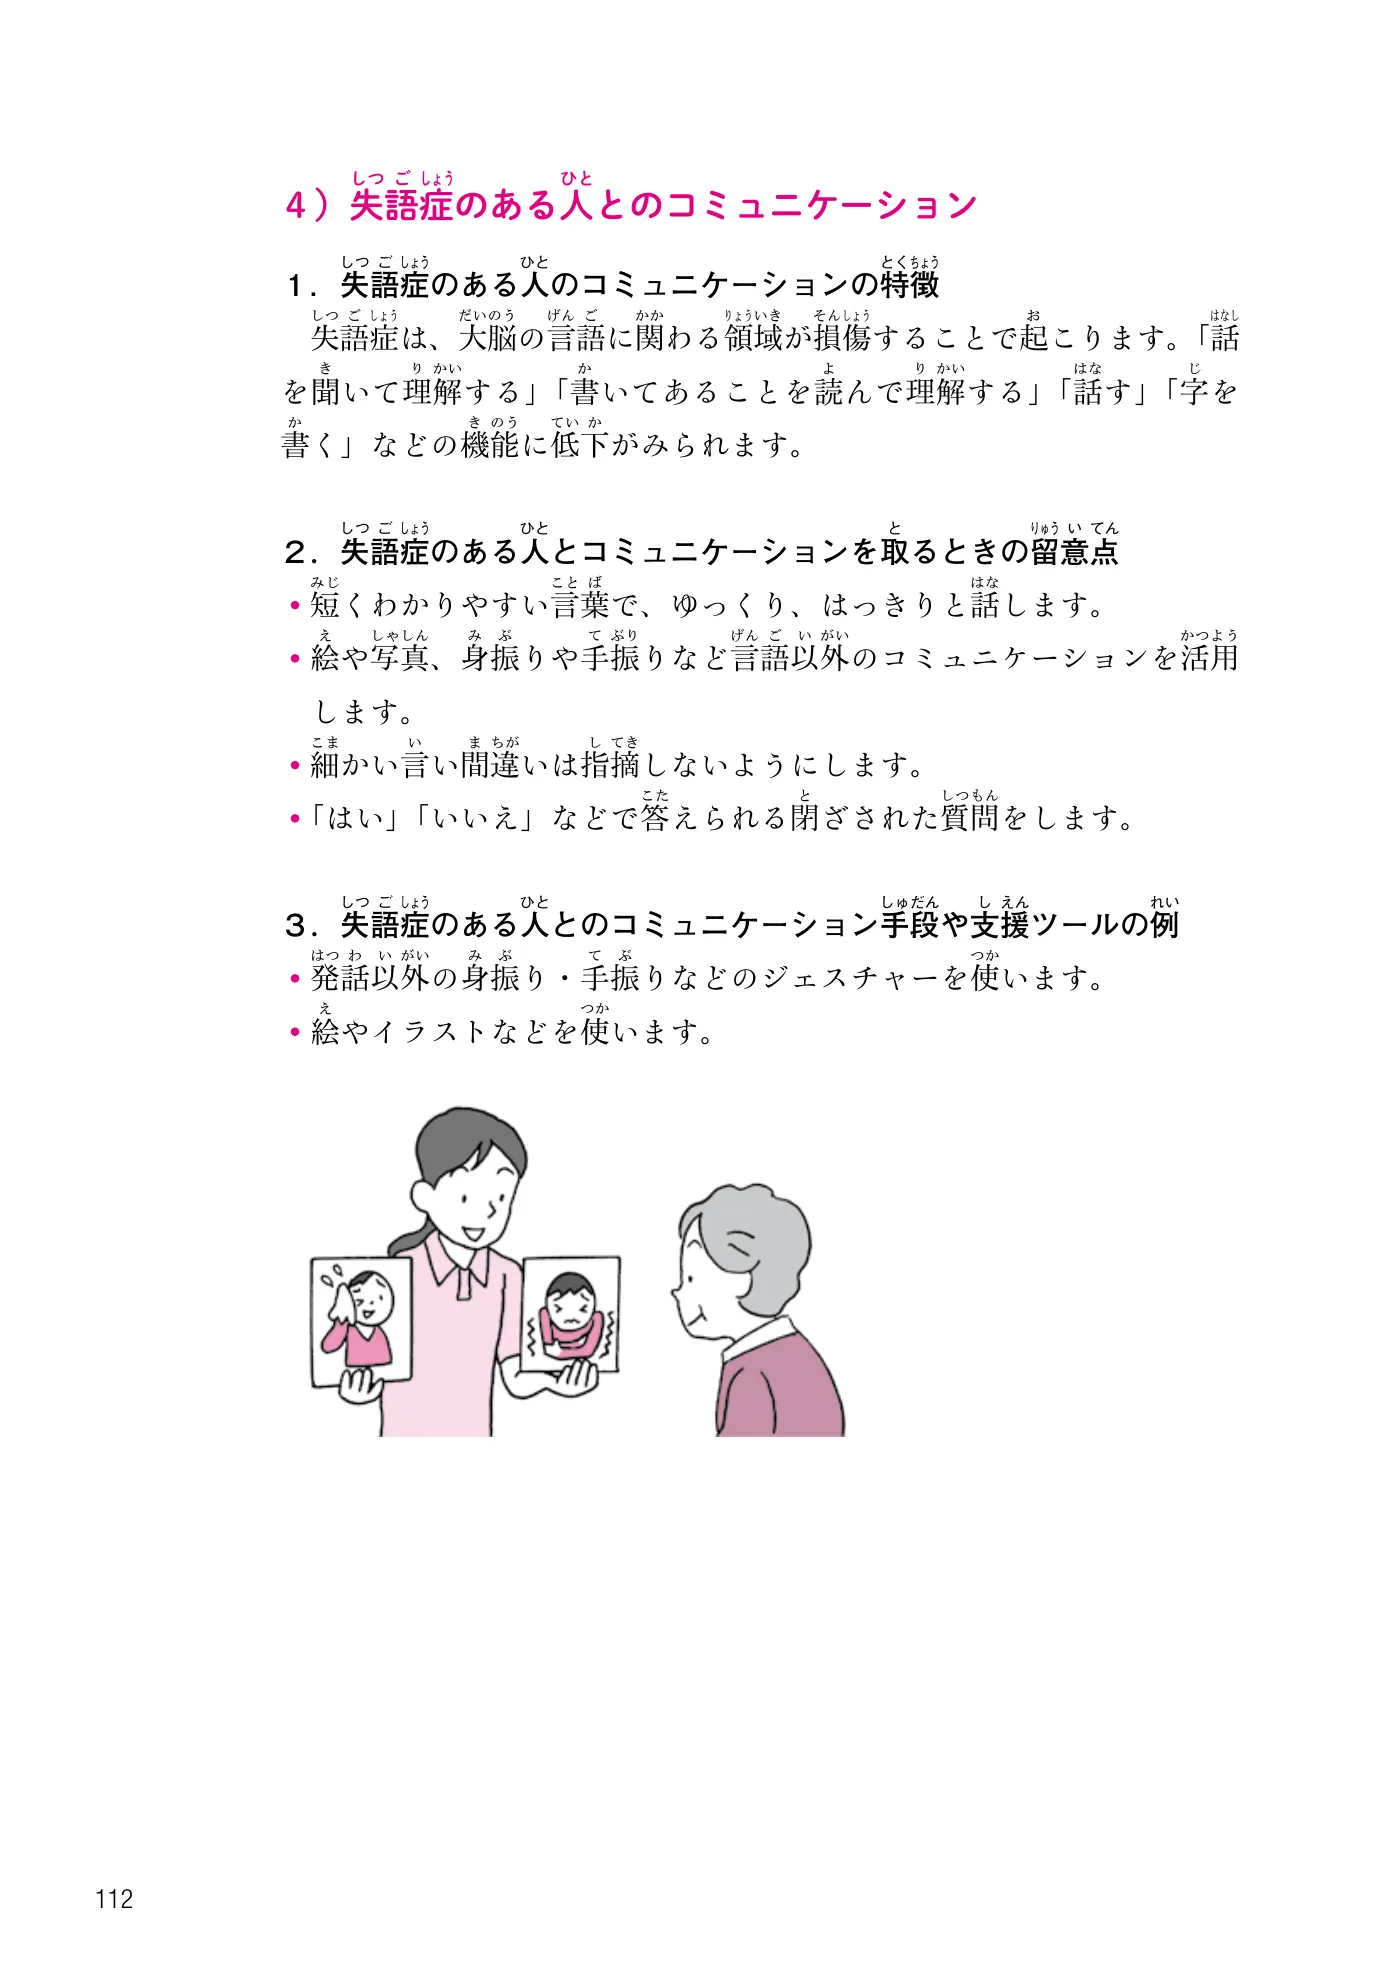 4）失語症のある人とのコミュニケーション
1．失語症のある人のコミュニケーションの特徴
失語症は、大脳の言語に関わる領域が損傷することで起こります。「話
を聞いて理解する」「書いてあることを読んで理解する」「話す」「字を
書く」などの機能に低下がみられます。
2．失語症のある人とコミュニケーションを取るときの留意点
•短くわかりやすい言葉で、ゆっくり、はっきりと話します。
•絵や写真、身振りや手振りなど言語以外のコミュニケーションを活用
します。
•細かい言い間違いは指摘しないようにします。
•「はい」「いいえ」などで答えられる閉ざされた質問をします。
3．失語症のある人とのコミュニケーション手段や支援ツールの例
•発話以外の身振り・手振りなどのジェスチャーを使います。
•絵やイラストなどを使います。
112